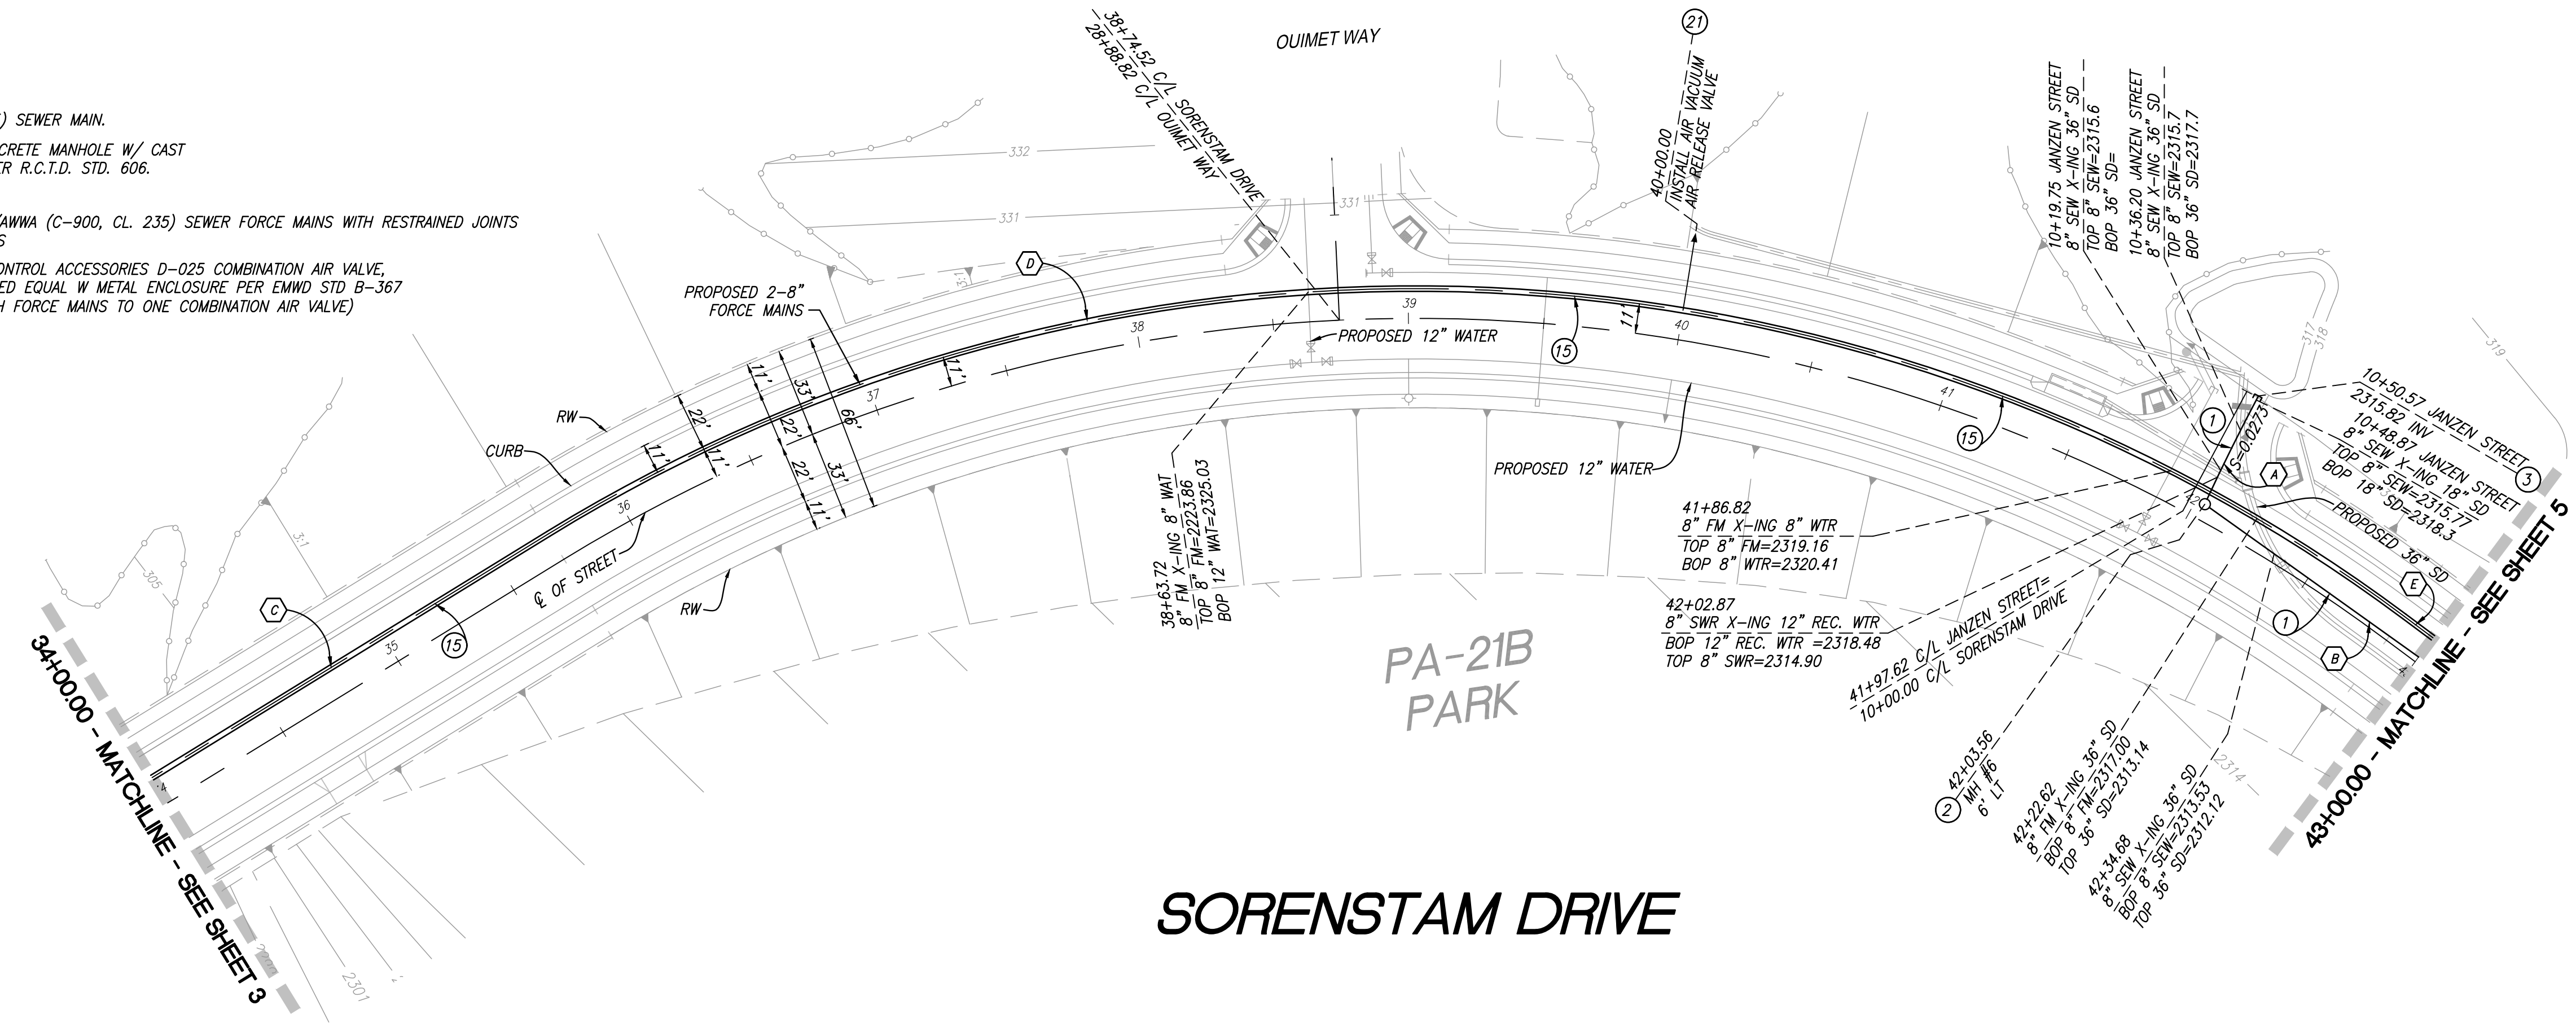 ) SEWER MAIN.
CRETE MANHOLE W/ CAST
ER R.C.T.D. STD. 606.
/AWWA (C-900, CL. 235) SEWER FORCE MAINS WITH RESTRAINED JOINTS
S
ONTROL ACCESSORIES D-025 COMBINATION AIR VALVE,
ED EQUAL W METAL ENCLOSURE PER EMWD STD B-367
H FORCE MAINS TO ONE COMBINATION AIR VALVE)
38+74.52 C/L SORENSTAM DRIVE
28+88.82 C/L OUIMET WAY
OUIMET WAY
21
40+00.00
INSTALL AIR VACUUM
AIR RELEASE VALVE
10+19.75 JANZEN STREET
8" SEW X-ING 36" SD
TOP 8" SEW=2315.6
BOP 36" SD=
10+36.20 JANZEN STREET
8" SEW X-ING 36" SD
TOP 8" SEW=2315.7
BOP 36" SD=2317.7
332
331
331
3:1
D
PROPOSED 2-8"
FORCE MAINS
38
39
PROPOSED 12" WATER
15
11'
40
41
15
317
318
319
10+50.57 JANZEN STREET
2315.82 INV
3
10+48.87 JANZEN STREET
8" SEW X-ING 18" SD
TOP 8" SEW=2315.77
BOP 18" SD=2318.3
1
S=0.0273
A
PROPOSED 36" SD
42
RW
CURB
22'
11'
11'
11'
33'
66'
22'
22'
33'
11'
11'
37
36
PROPOSED 12" WATER
38+63.72
8" FM X-ING 8" WAT
TOP 8" FM=2223.86
BOP 12" WAT=2325.03
41+86.82
8" FM X-ING 8" WTR
TOP 8" FM=2319.16
BOP 8" WTR=2320.41
42+02.87
8" SWR X-ING 12" REC. WTR
BOP 12" REC. WTR =2318.48
TOP 8" SWR=2314.90
41+97.62 C/L JANZEN STREET=
10+00.00 C/L SORENSTAM DRIVE
E
1
B
305
3:1
C
35
15
℄ OF STREET
RW
PA-21B
PARK
2
42+03.56
MH #6
6' LT
42+22.62
8" FM X-ING 36" SD
BOP 8" FM=2317.00
TOP 36" SD=2313.14
42+34.68
8" SEW X-ING 36" SD
BOP 8" SEW=2313.53
TOP 36" SD=2312.12
2314
34+00.00 - MATCHLINE - SEE SHEET 3
43+00.00 - MATCHLINE - SEE SHEET 5
2301
SORENSTAM DRIVE